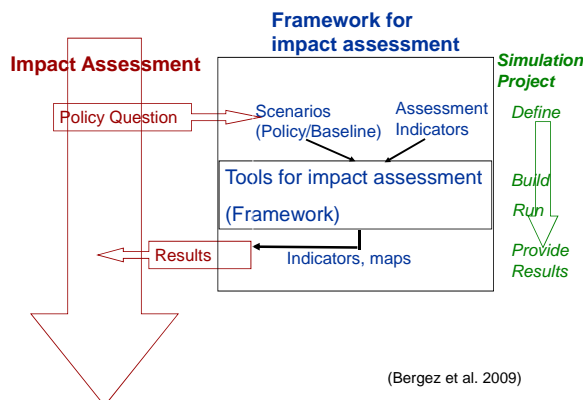 Framework for
impact assessment
Impact Assessment
Simulation
Project
Policy Question
Scenarios
(Policy/Baseline)
Assessment
Indicators
Define
Tools for impact assessment
(Framework)
Build
Run
Results
Indicators, maps
Provide
Results
(Bergez et al. 2009)